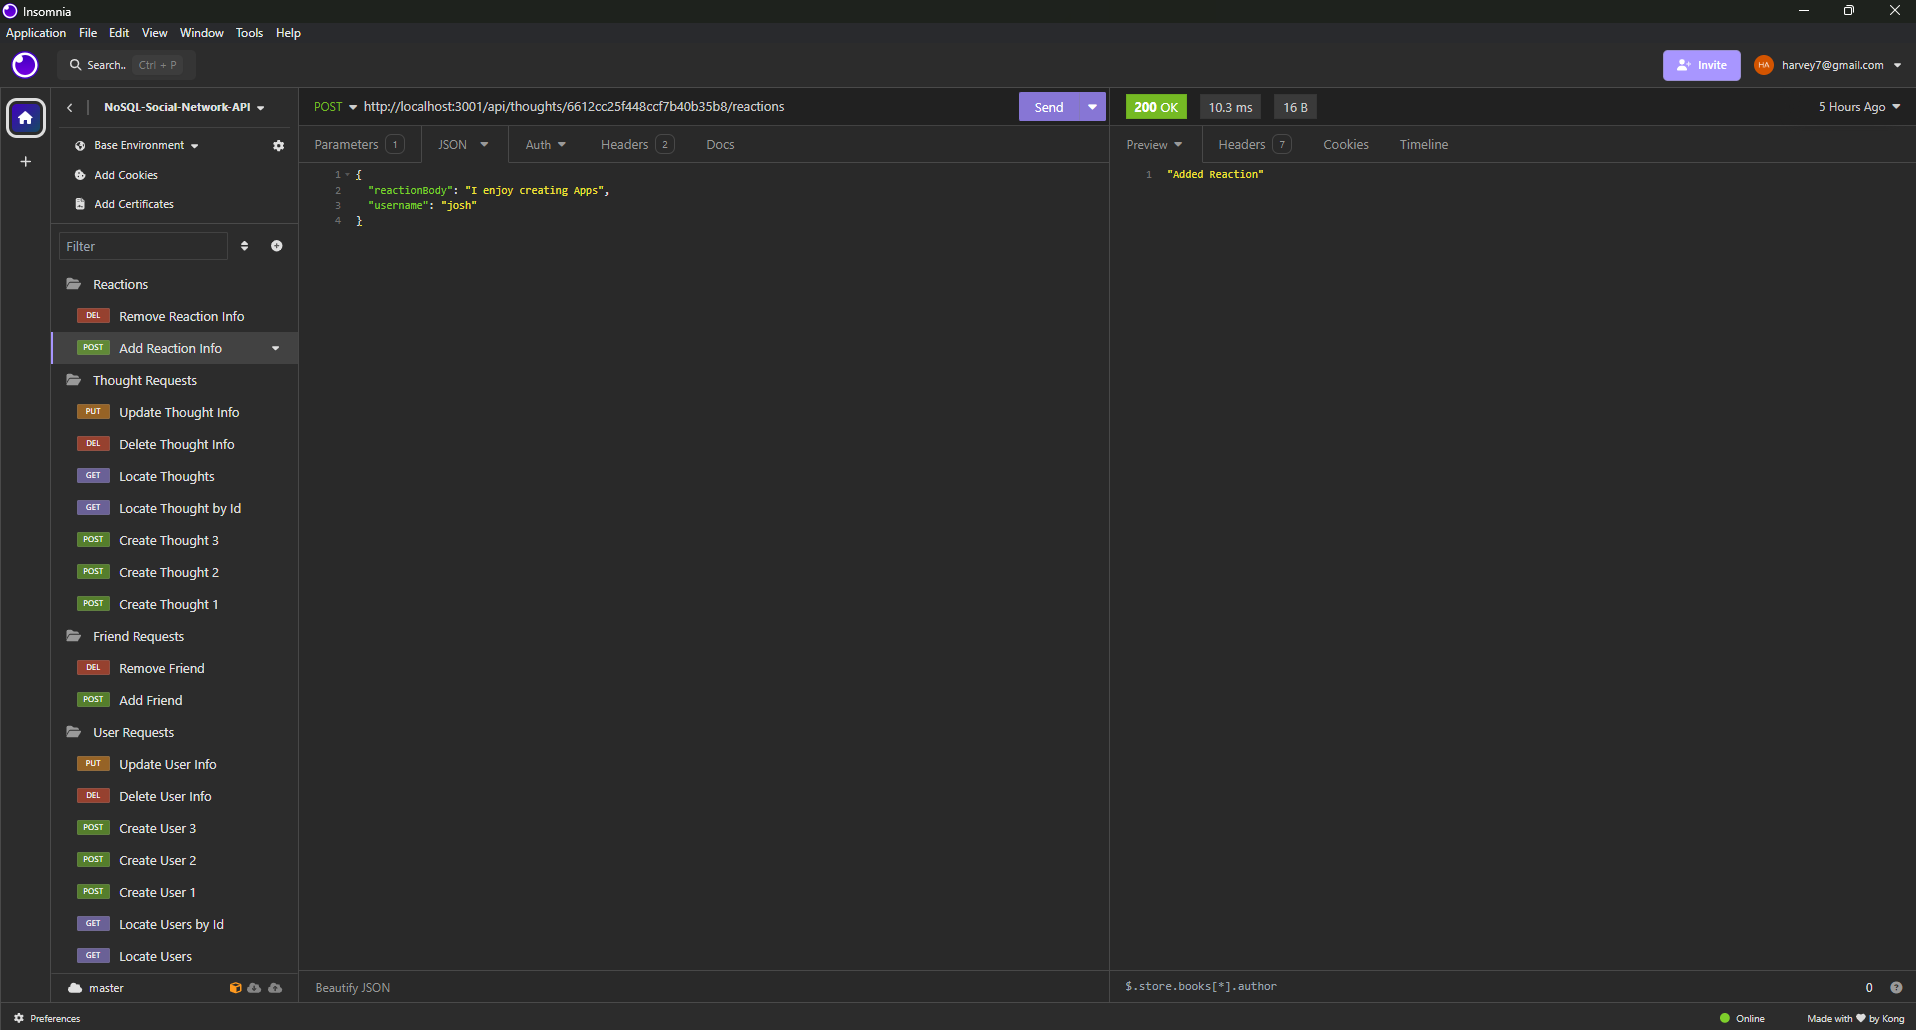 Insomnia
Application File Edit View Window Tools Help
Search.. Ctrl + P
Invite HA harvey7@gmail.com
NoSQL-Social-Network-API
Base Environment
Add Cookies
Add Certificates
Filter
Reactions
DEL Remove Reaction Info
POST Add Reaction Info
Thought Requests
PUT Update Thought Info
DEL Delete Thought Info
GET Locate Thoughts
GET Locate Thought by Id
POST Create Thought 3
POST Create Thought 2
POST Create Thought 1
Friend Requests
DEL Remove Friend
POST Add Friend
User Requests
PUT Update User Info
DEL Delete User Info
POST Create User 3
POST Create User 2
POST Create User 1
GET Locate Users by Id
GET Locate Users
master
POST http://localhost:3001/api/thoughts/6612cc25f448ccf7b40b35b8/reactions Send
Parameters 1 JSON Auth Headers 2 Docs
1 {
2 "reactionBody": "I enjoy creating Apps",
3 "username": "josh"
4 }
Beautify JSON
200 OK 10.3 ms 16 B 5 Hours Ago
Preview Headers 7 Cookies Timeline
1 "Added Reaction"
$.store.books[*].author 0 ?
Preferences Online Made with by Kong